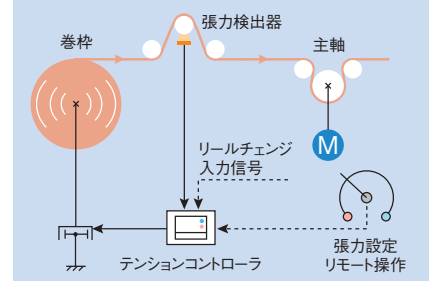 張力検出器
巻枠
主軸
M
リールチェンジ
入力信号
張力設定
リモート操作
テンションコントローラ